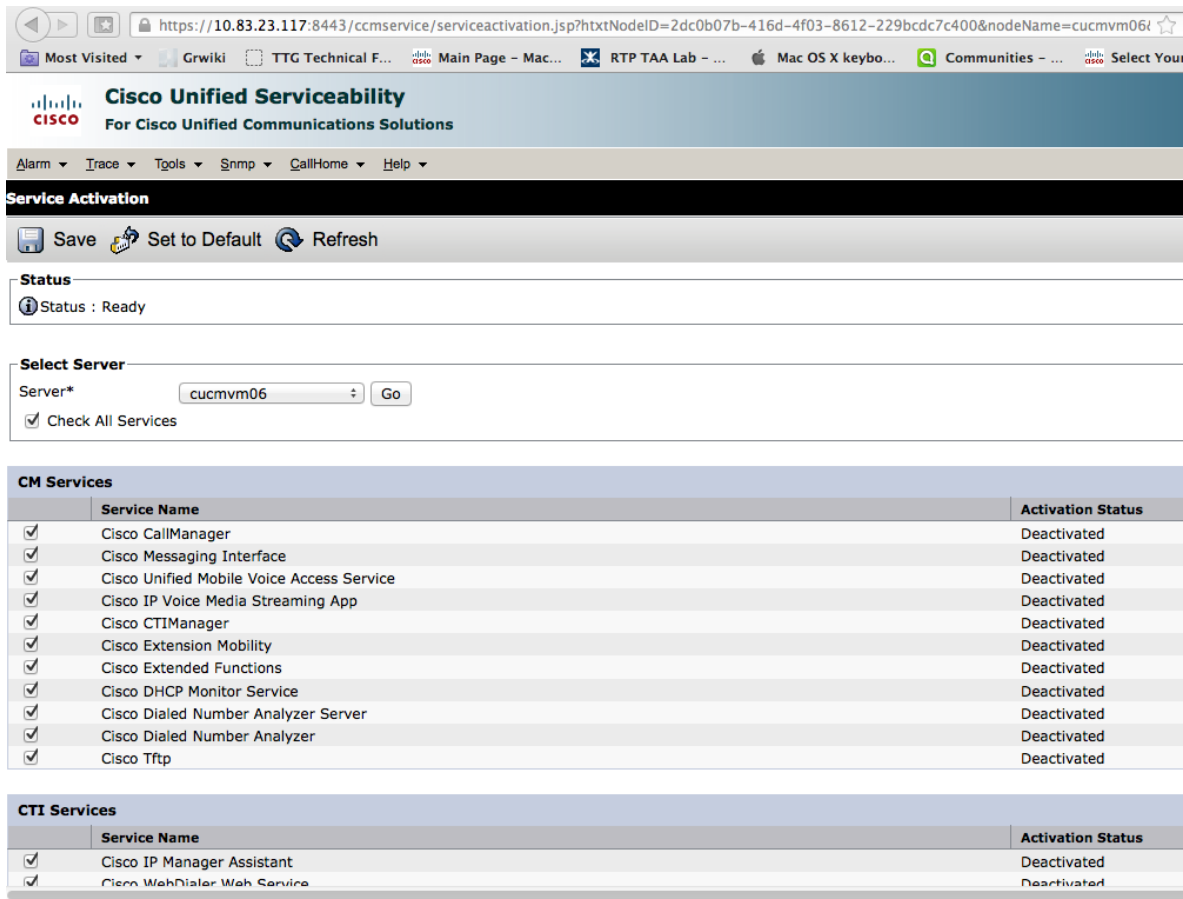 https://10.83.23.117:8443/ccmservice/serviceactivation.jsp?htxtNodeID=2dc0b07b-416d-4f03-8612-229bcdc7c400&nodeName=cucmvm06&
Most Visited Grwiki TTG Technical F... Main Page - Mac... RTP TAA Lab - ... Mac OS X keybo... Communities - ... Select Your
CISCO
Cisco Unified Serviceability
For Cisco Unified Communications Solutions
Alarm Trace Tools Snmp CallHome Help
Service Activation
Save Set to Default Refresh
Status
Status : Ready
Select Server
Server* cucmvm06 Go
Check All Services
CM Services
Service Name Activation Status
Cisco CallManager Deactivated
Cisco Messaging Interface Deactivated
Cisco Unified Mobile Voice Access Service Deactivated
Cisco IP Voice Media Streaming App Deactivated
Cisco CTIManager Deactivated
Cisco Extension Mobility Deactivated
Cisco Extended Functions Deactivated
Cisco DHCP Monitor Service Deactivated
Cisco Dialed Number Analyzer Server Deactivated
Cisco Dialed Number Analyzer Deactivated
Cisco Tftp Deactivated
CTI Services
Service Name Activation Status
Cisco IP Manager Assistant Deactivated
Cisco WebDialer Web Service Deactivated